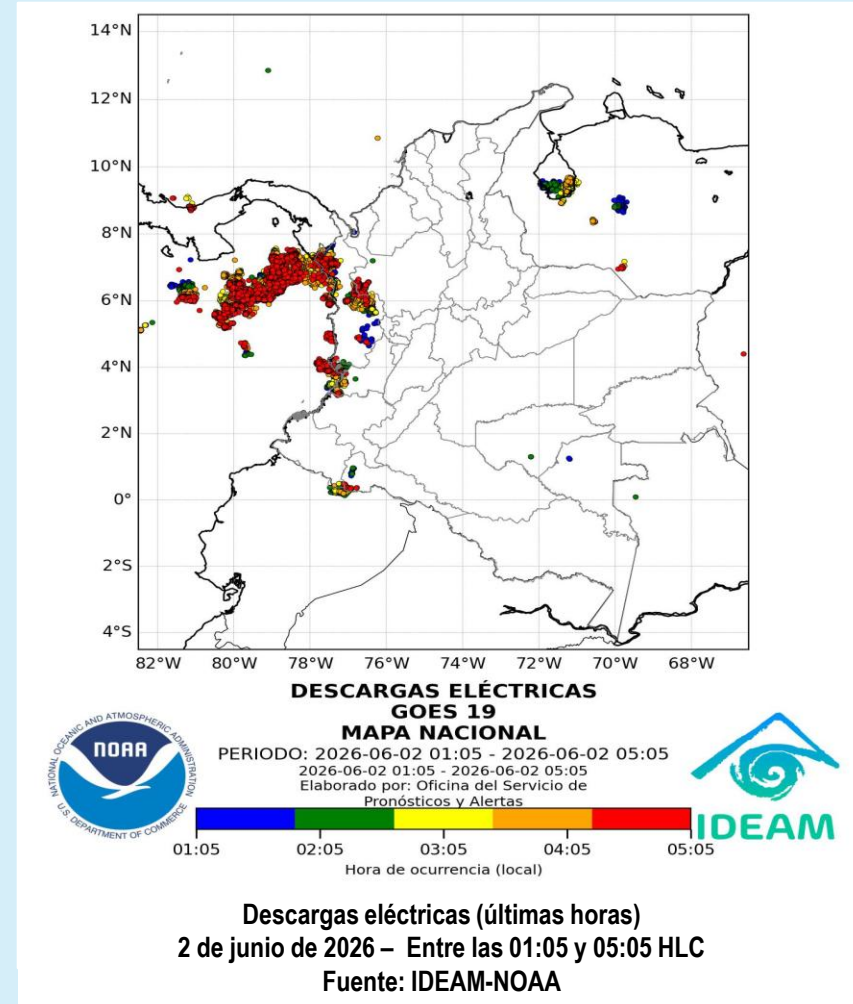 14°N
12°N
10°N
8°N
6°N
4°N
2°N
0°
2°S
4°S
82°W 80°W 78°W 76°W 74°W 72°W 70°W 68°W
DESCARGAS ELÉCTRICAS
GOES 19
MAPA NACIONAL
PERIODO: 2026-06-02 01:05 - 2026-06-02 05:05
2026-06-02 01:05 - 2026-06-02 05:05
Elaborado por: Oficina del Servicio de
Pronósticos y Alertas
NATIONAL OCEANIC AND ATMOSPHERIC ADMINISTRATION
NOAA
U.S. DEPARTMENT OF COMMERCE
IDEAM
01:05 02:05 03:05 04:05 05:05
Hora de ocurrencia (local)
Descargas eléctricas (últimas horas)
2 de junio de 2026 – Entre las 01:05 y 05:05 HLC
Fuente: IDEAM-NOAA